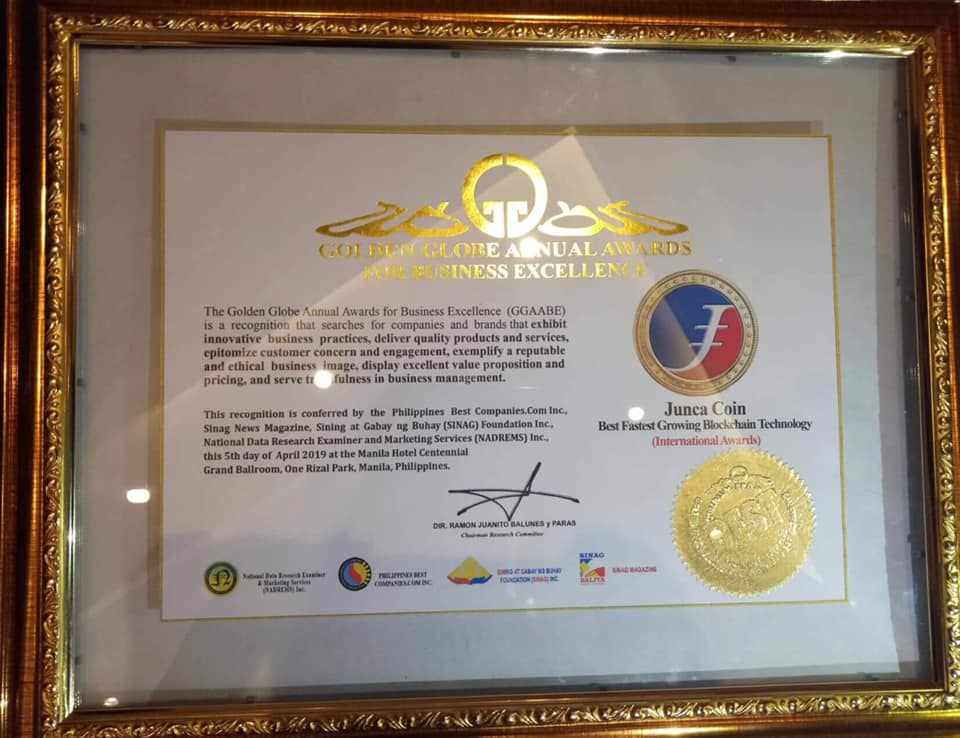 GOLDEN GLOBE ANNUAL AWARDS
FOR BUSINESS EXCELLENCE
The Golden Globe Annual Awards for Business Excellence (GGAABE)
is a recognition that searches for companies and brands that exhibit
innovative business practices, deliver quality products and services,
epitomize customer concern and engagement, exemplify a reputable
and ethical business image, display excellent value proposition and
pricing, and serve fulness in business management.
This recognition is conferred by the Philippines Best Companies.Com Inc.,
Sinag News Magazine, Sining at Gabay ng Buhay (SINAG) Foundation Inc.,
National Data Research Examiner and Marketing Services (NADREMS) Inc.,
this 5th day of April 2019 at the Manila Hotel Centennial
Grand Ballroom, One Rizal Park, Manila, Philippines.
Junca Coin
Best Fastest Growing Blockchain Technology
(International Awards)
DIR. RAMON JUANITO BALUNES y PARAS
Chairman Research Committee
National Data Research Examiner
& Marketing Services
(NADREMS) Inc.
PHILIPPINES BEST
COMPANIES.COM INC.
SINING AT GABAY NG BUHAY
FOUNDATION (SINAG) INC.
SINAG
BALITA
SINAG MAGAZINE